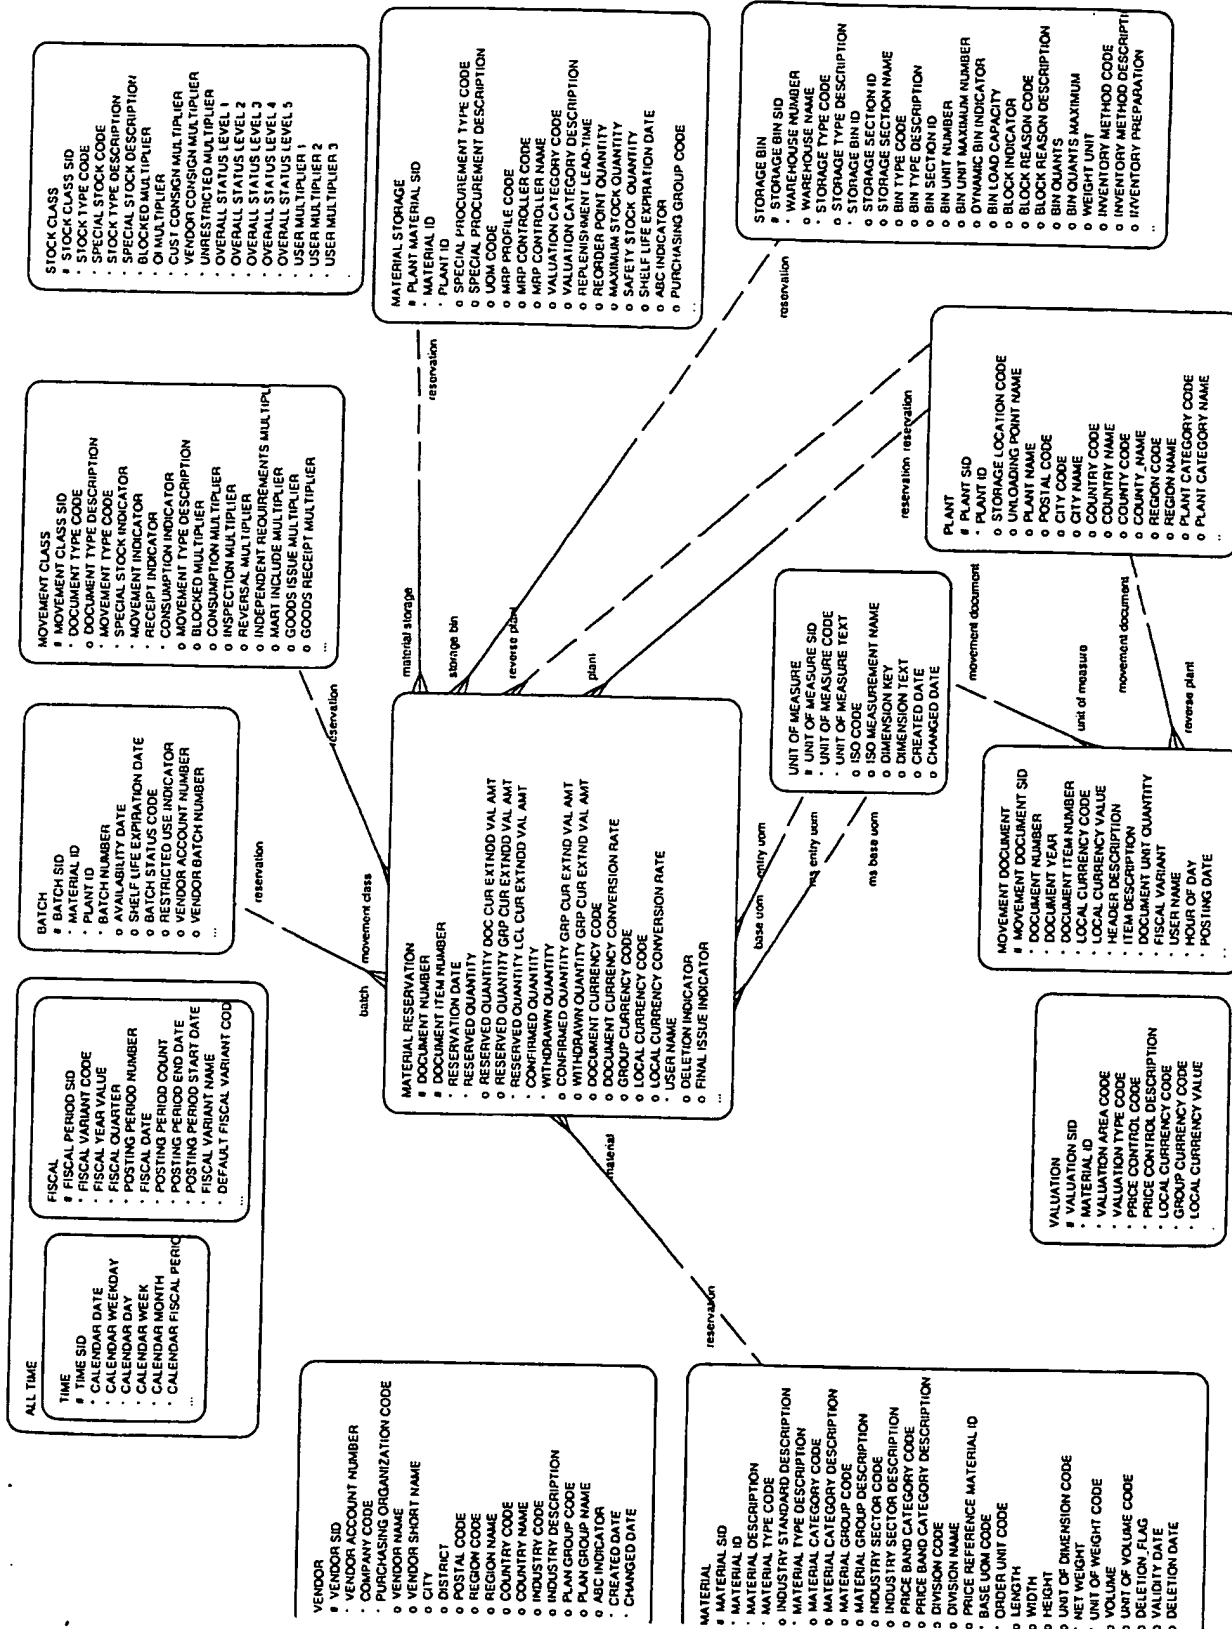 ALL TIME
TIME
# TIME SID
· CALENDAR DATE
· CALENDAR WEEKDAY
· CALENDAR DAY
· CALENDAR WEEK
· CALENDAR MONTH
· CALENDAR FISCAL PERIO
...
FISCAL
# FISCAL PERIOD SID
· FISCAL VARIANT CODE
· FISCAL YEAR VALUE
· FISCAL QUARTER
· POSTING PERIOD NUMBER
· FISCAL DATE
· POSTING PERIOD COUNT
· POSTING PERIOD END DATE
· POSTING PERIOD START DATE
· FISCAL VARIANT NAME
· DEFAULT FISCAL VARIANT COD
...
BATCH
# BATCH SID
· MATERIAL ID
· PLANT ID
· BATCH NUMBER
o AVAILABILITY DATE
o SHELF LIFE EXPIRATION DATE
o BATCH STATUS CODE
o RESTRICTED USE INDICATOR
o VENDOR ACCOUNT NUMBER
o VENDOR BATCH NUMBER
...
MOVEMENT CLASS
# MOVEMENT CLASS SID
· DOCUMENT TYPE CODE
o DOCUMENT TYPE DESCRIPTION
· MOVEMENT TYPE CODE
· SPECIAL STOCK INDICATOR
· MOVEMENT INDICATOR
· RECEIPT INDICATOR
· CONSUMPTION INDICATOR
o MOVEMENT TYPE DESCRIPTION
o BLOCKED MULTIPLIER
o CONSUMPTION MULTIPLIER
o INSPECTION MULTIPLIER
o REVERSAL MULTIPLIER
o INDEPENDENT REQUIREMENTS MULTIPLE
o MART INCLUDE MULTIPLIER
o GOODS ISSUE MULTIPLIER
o GOODS RECEIPT MULTIPLIER
...
STOCK CLASS
# STOCK CLASS SID
· STOCK TYPE CODE
· SPECIAL STOCK CODE
· STOCK TYPE DESCRIPTION
· SPECIAL STOCK DESCRIPTION
· BLOCKED MULTIPLIER
· QI MULTIPLIER
· CUST CONSIGN MULTIPLIER
· VENDOR CONSIGN MULTIPLIER
· UNRESTRICTED MULTIPLIER
· OVERALL STATUS LEVEL 1
· OVERALL STATUS LEVEL 2
· OVERALL STATUS LEVEL 3
· OVERALL STATUS LEVEL 4
· OVERALL STATUS LEVEL 5
· USER MULTIPLIER 1
· USER MULTIPLIER 2
· USER MULTIPLIER 3
..
VENDOR
# VENDOR SID
· VENDOR ACCOUNT NUMBER
· COMPANY CODE
· PURCHASING ORGANIZATION CODE
o VENDOR NAME
o VENDOR SHORT NAME
o CITY
o DISTRICT
o POSTAL CODE
o REGION CODE
o REGION NAME
o COUNTRY CODE
o COUNTRY NAME
o INDUSTRY CODE
o INDUSTRY DESCRIPTION
o PLAN GROUP CODE
o PLAN GROUP NAME
o ABC INDICATOR
· CREATED DATE
· CHANGED DATE
reservation
batch
reservation
movement class
MATERIAL RESERVATION
# DOCUMENT NUMBER
# DOCUMENT ITEM NUMBER
· RESERVATION DATE
· RESERVED QUANTITY
o RESERVED QUANTITY DOC CUR EXTNDD VAL AMT
o RESERVED QUANTITY GRP CUR EXTNDD VAL AMT
· RESERVED QUANTITY LCL CUR EXTNDD VAL AMT
· CONFIRMED QUANTITY
· WITHDRAWN QUANTITY
o CONFIRMED QUANTITY GRP CUR EXTND VAL AMT
o WITHDRAWN QUANTITY GRP CUR EXTND VAL AMT
o DOCUMENT CURRENCY CODE
o DOCUMENT CURRENCY CONVERSION RATE
o GROUP CURRENCY CODE
o LOCAL CURRENCY CODE
o LOCAL CURRENCY CONVERSION RATE
· USER NAME
o DELETION INDICATOR
o FINAL ISSUE INDICATOR
...
material storage
reservation
storage bin
reservation
reverse plant
plant
reservation reservation
MATERIAL STORAGE
# PLANT MATERIAL SID
· MATERIAL ID
· PLANT ID
o SPECIAL PROCUREMENT TYPE CODE
o SPECIAL PROCUREMENT DESCRIPTION
o UOM CODE
o MRP PROFILE CODE
o MRP CONTROLLER CODE
o MRP CONTROLLER NAME
o VALUATION CATEGORY CODE
o VALUATION CATEGORY DESCRIPTION
o REPLENISHMENT LEAD-TIME
o REORDER POINT QUANTITY
o MAXIMUM STOCK QUANTITY
o SAFETY STOCK QUANTITY
o SHELF LIFE EXPIRATION DATE
o ABC INDICATOR
o PURCHASING GROUP CODE
..
material
reservation
MATERIAL
# MATERIAL SID
· MATERIAL ID
· MATERIAL DESCRIPTION
· MATERIAL TYPE CODE
o INDUSTRY STANDARD DESCRIPTION
· MATERIAL TYPE DESCRIPTION
o MATERIAL CATEGORY CODE
o MATERIAL CATEGORY DESCRIPTION
o MATERIAL GROUP CODE
o MATERIAL GROUP DESCRIPTION
o INDUSTRY SECTOR CODE
o INDUSTRY SECTOR DESCRIPTION
o PRICE BAND CATEGORY CODE
o PRICE BAND CATEGORY DESCRIPTION
o DIVISION CODE
o DIVISION NAME
o PRICE REFERENCE MATERIAL ID
· BASE UOM CODE
· ORDER UNIT CODE
o LENGTH
o WIDTH
o HEIGHT
o UNIT OF DIMENSION CODE
· NET WEIGHT
· UNIT OF WEIGHT CODE
o VOLUME
o UNIT OF VOLUME CODE
o DELETION_FLAG
o VALIDITY DATE
o DELETION DATE
base uom
entry uom
ms entry uom
ms base uom
UNIT OF MEASURE
# UNIT OF MEASURE SID
· UNIT OF MEASURE CODE
· UNIT OF MEASURE TEXT
o ISO CODE
o ISO MEASUREMENT NAME
o DIMENSION KEY
o DIMENSION TEXT
o CREATED DATE
o CHANGED DATE
STORAGE BIN
# STORAGE BIN SID
· WAREHOUSE NUMBER
o WAREHOUSE NAME
· STORAGE TYPE CODE
o STORAGE TYPE DESCRIPTION
· STORAGE BIN ID
o STORAGE SECTION ID
o STORAGE SECTION NAME
o BIN TYPE CODE
o BIN TYPE DESCRIPTION
o BIN SECTION ID
o BIN UNIT NUMBER
o BIN UNIT MAXIMUM NUMBER
o DYNAMIC BIN INDICATOR
o BIN LOAD CAPACITY
o BLOCK INDICATOR
o BLOCK REASON CODE
o BLOCK REASON DESCRIPTION
o BIN QUANTS
o BIN QUANTS MAXIMUM
o WEIGHT UNIT
o INVENTORY METHOD CODE
o INVENTORY METHOD DESCRIPTI
o INVENTORY PREPARATION
..
PLANT
# PLANT SID
· PLANT ID
o STORAGE LOCATION CODE
o UNLOADING POINT NAME
o PLANT NAME
o POSTAL CODE
o CITY CODE
o CITY NAME
o COUNTRY CODE
o COUNTRY NAME
o COUNTY CODE
o COUNTY_NAME
o REGION CODE
o REGION NAME
o PLANT CATEGORY CODE
o PLANT CATEGORY NAME
..
movement document
unit of measure
movement document
reverse plant
MOVEMENT DOCUMENT
# MOVEMENT DOCUMENT SID
· DOCUMENT NUMBER
· DOCUMENT YEAR
· DOCUMENT ITEM NUMBER
· LOCAL CURRENCY CODE
· LOCAL CURRENCY VALUE
· HEADER DESCRIPTION
· ITEM DESCRIPTION
· DOCUMENT UNIT QUANTITY
· FISCAL VARIANT
· USER NAME
· HOUR OF DAY
· POSTING DATE
..
VALUATION
# VALUATION SID
· MATERIAL ID
· VALUATION AREA CODE
· VALUATION TYPE CODE
· PRICE CONTROL CODE
· PRICE CONTROL DESCRIPTION
· LOCAL CURRENCY CODE
· GROUP CURRENCY CODE
· LOCAL CURRENCY VALUE